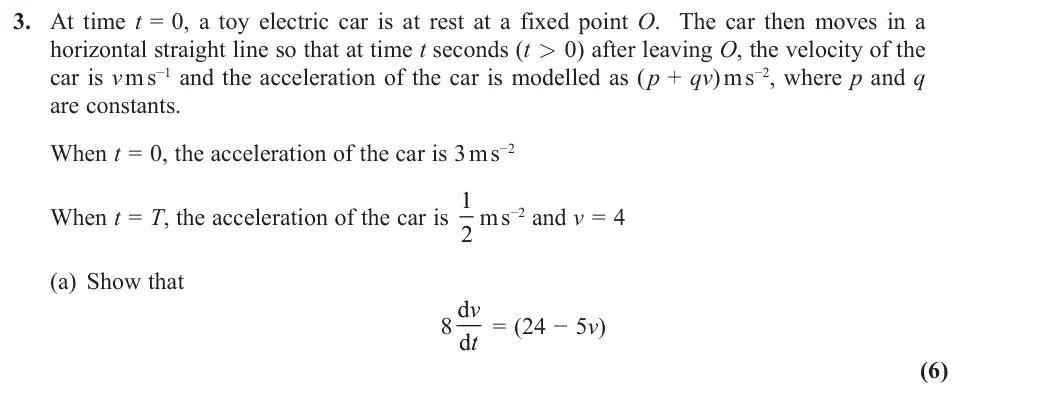 3. At time t = 0, a toy electric car is at rest at a fixed point O. The car then moves in a
horizontal straight line so that at time t seconds (t > 0) after leaving O, the velocity of the
car is v m s⁻¹ and the acceleration of the car is modelled as (p + qv) m s⁻², where p and q
are constants.
When t = 0, the acceleration of the car is 3 m s⁻²
When t = T, the acceleration of the car is 1/2 m s⁻² and v = 4
(a) Show that
8 dv/dt = (24 − 5v)
(6)